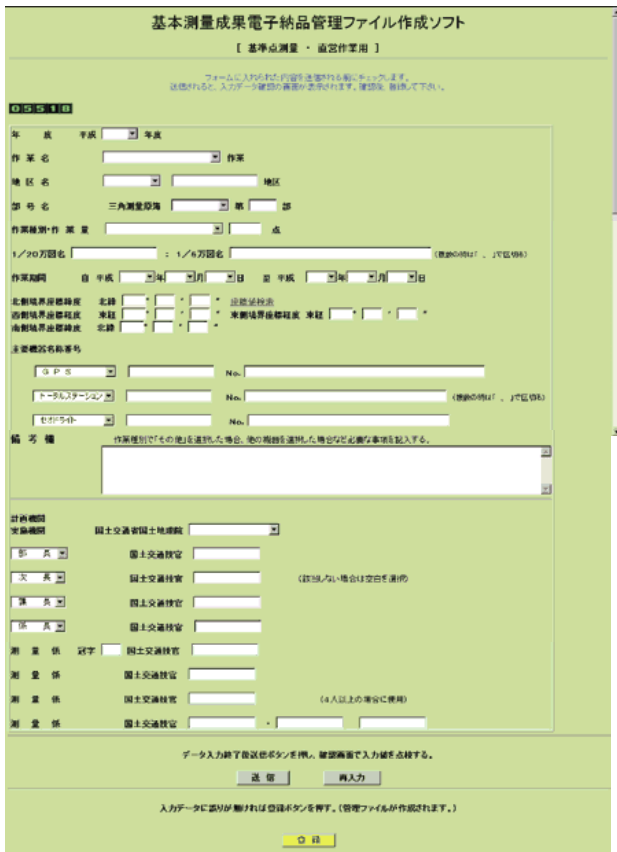 基本測量成果電子納品管理ファイル作成ソフト
[ 基準点測量 ・ 直営作業用 ]
フォームに入れられた内容を送信される前にチェックします。
送信されると、入力データ確認の画面が表示されます。確認後、登録して下さい。
05518
年 度 平成 年度
作 業 名 作業
地 区 名 地区
部 号 名 三角測量原簿 第 部
作業種別・作 業 量 点
1／20万図名 : 1／5万図名 (複数の時は「 、 」で区切る)
作業期間 自 平成 年 月 日 至 平成 年 月 日
北側境界座標緯度 北緯 ° ′ ″ 座標値検索
西側境界座標経度 東経 ° ′ ″ 東側境界座標経度 東経 ° ′ ″
南側境界座標緯度 北緯 ° ′ ″
主要機器名称番号
ＧＰＳ No.
トータルステーション No. (複数の時は「 、 」で区切る)
セオドライト No.
備 考 欄 作業種別で「その他」を選択した場合、他の機器を選択した場合など必要な事項を記入する。
計画機関
実施機関 国土交通省国土地理院
部 長 国土交通技官
次 長 国土交通技官 (該当しない場合は空白を選択)
課 長 国土交通技官
係 長 国土交通技官
測 量 係 冠字 国土交通技官
測 量 係 国土交通技官
測 量 係 国土交通技官 (4人以上の場合に使用)
測 量 係 国土交通技官 ・
データ入力終了後送信ボタンを押し、確認画面で入力値を点検する。
送 信 再入力
入力データに誤りが無ければ登録ボタンを押す。(管理ファイルが作成されます。)
登 録